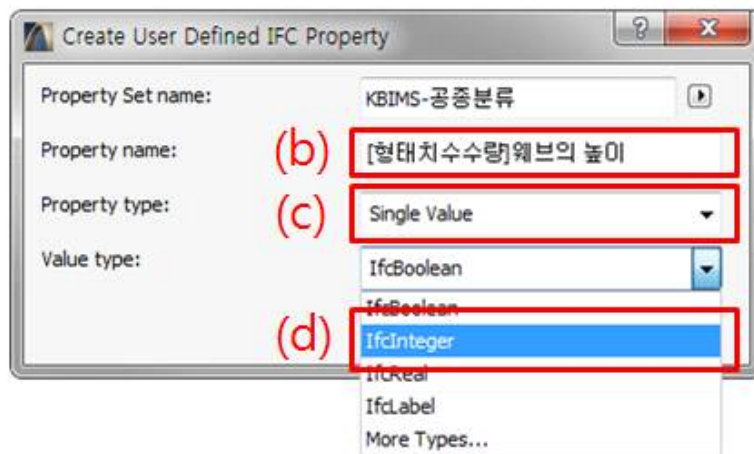 Create User Defined IFC Property
Property Set name: KBIMS-공종분류
Property name: (b) [형태치수수량]웨브의 높이
Property type: (c) Single Value
Value type: IfcBoolean
IfcBoolean
(d) IfcInteger
IfcReal
IfcLabel
More Types...